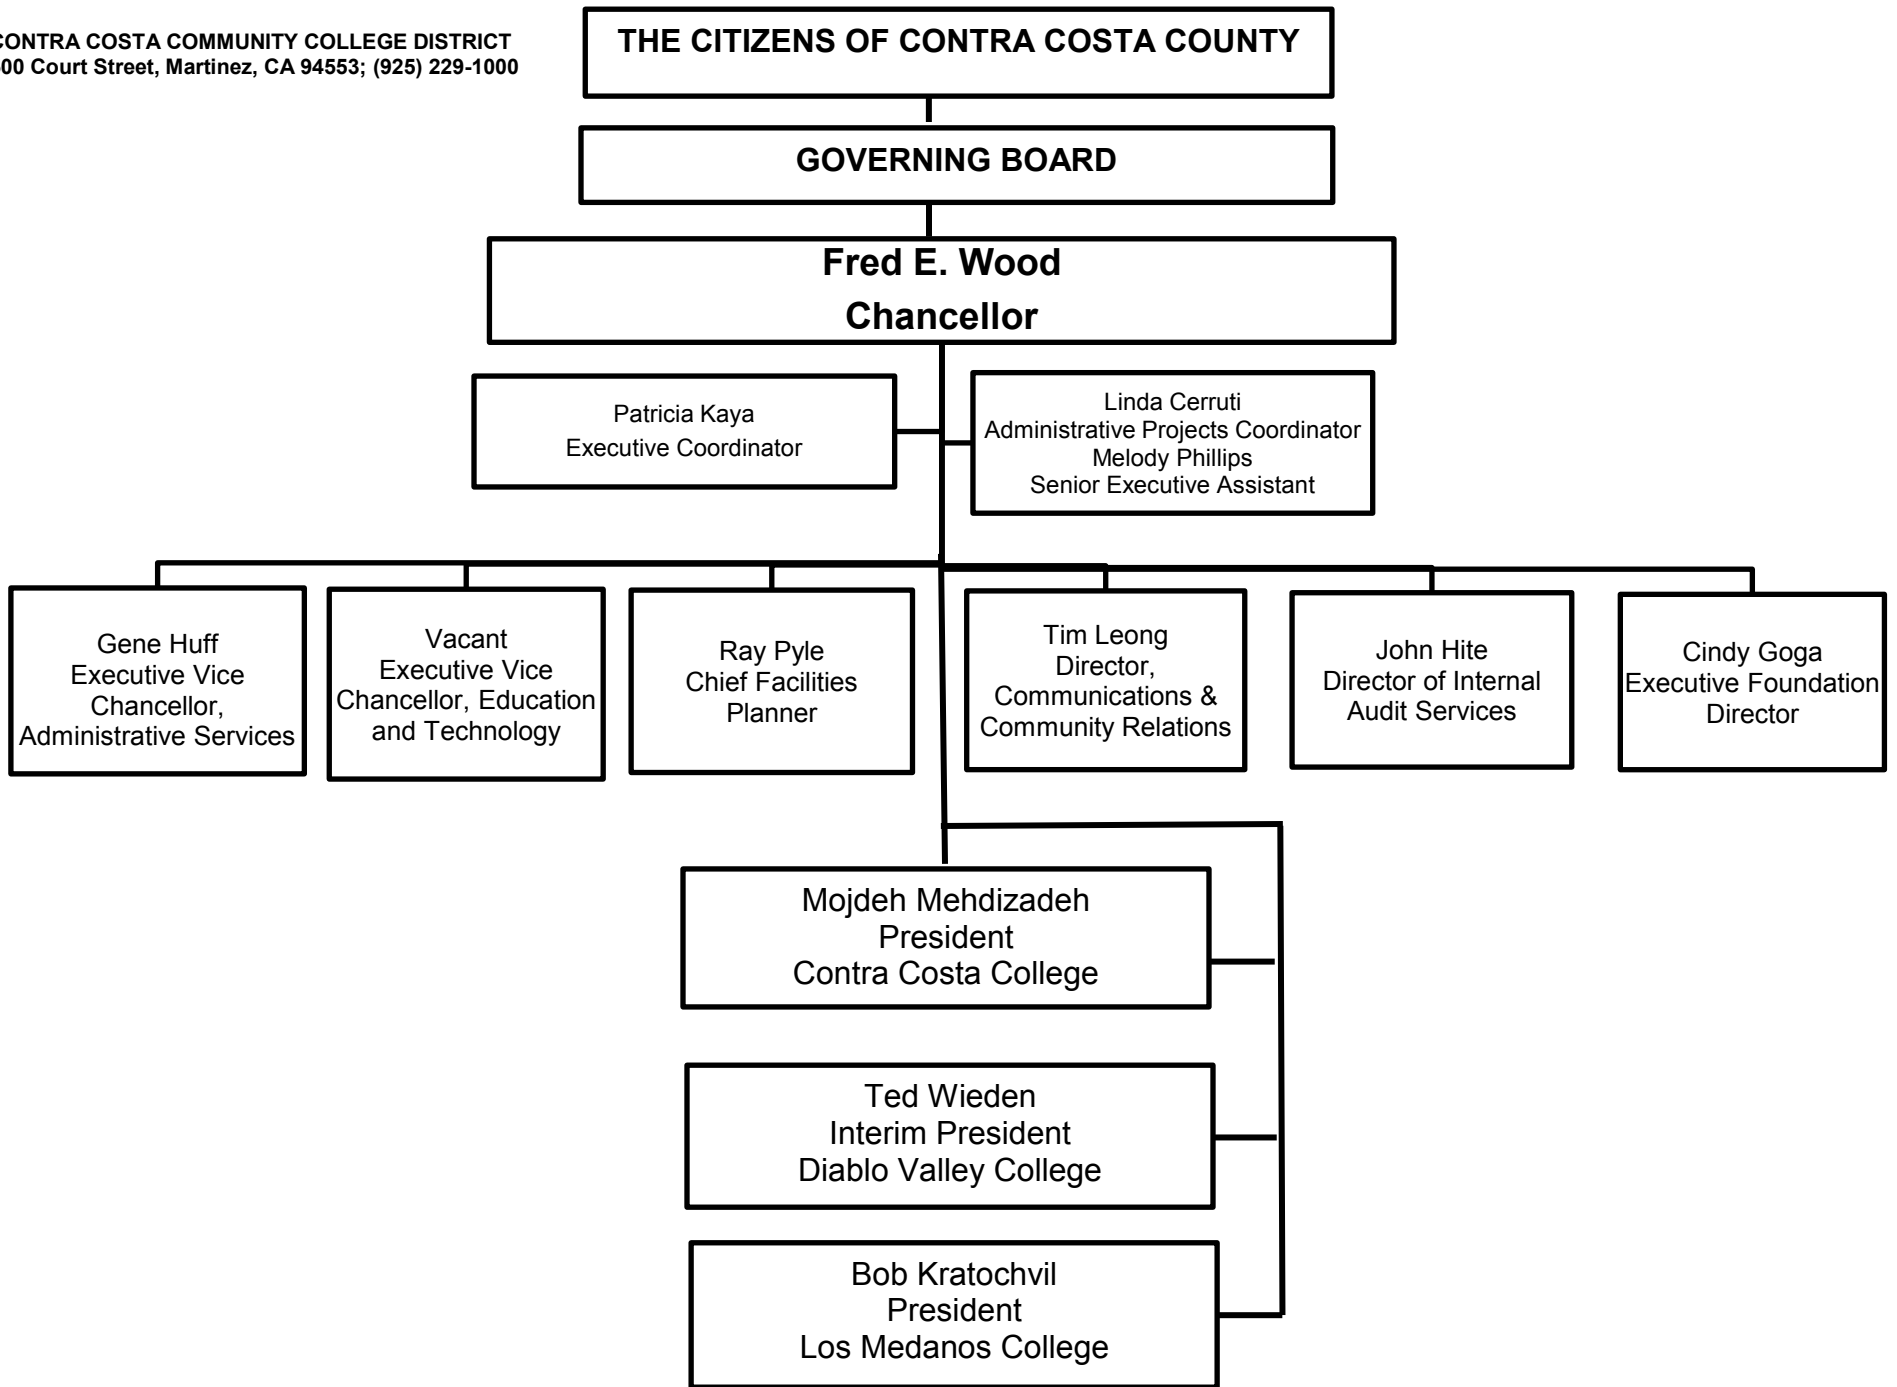 CONTRA COSTA COMMUNITY COLLEGE DISTRICT
00 Court Street, Martinez, CA 94553; (925) 229-1000
THE CITIZENS OF CONTRA COSTA COUNTY
GOVERNING BOARD
Fred E. Wood
Chancellor
Patricia Kaya
Executive Coordinator
Linda Cerruti
Administrative Projects Coordinator
Melody Phillips
Senior Executive Assistant
Gene Huff
Executive Vice
Chancellor,
Administrative Services
Vacant
Executive Vice
Chancellor, Education
and Technology
Ray Pyle
Chief Facilities
Planner
Tim Leong
Director,
Communications &
Community Relations
John Hite
Director of Internal
Audit Services
Cindy Goga
Executive Foundation
Director
Mojdeh Mehdizadeh
President
Contra Costa College
Ted Wieden
Interim President
Diablo Valley College
Bob Kratochvil
President
Los Medanos College